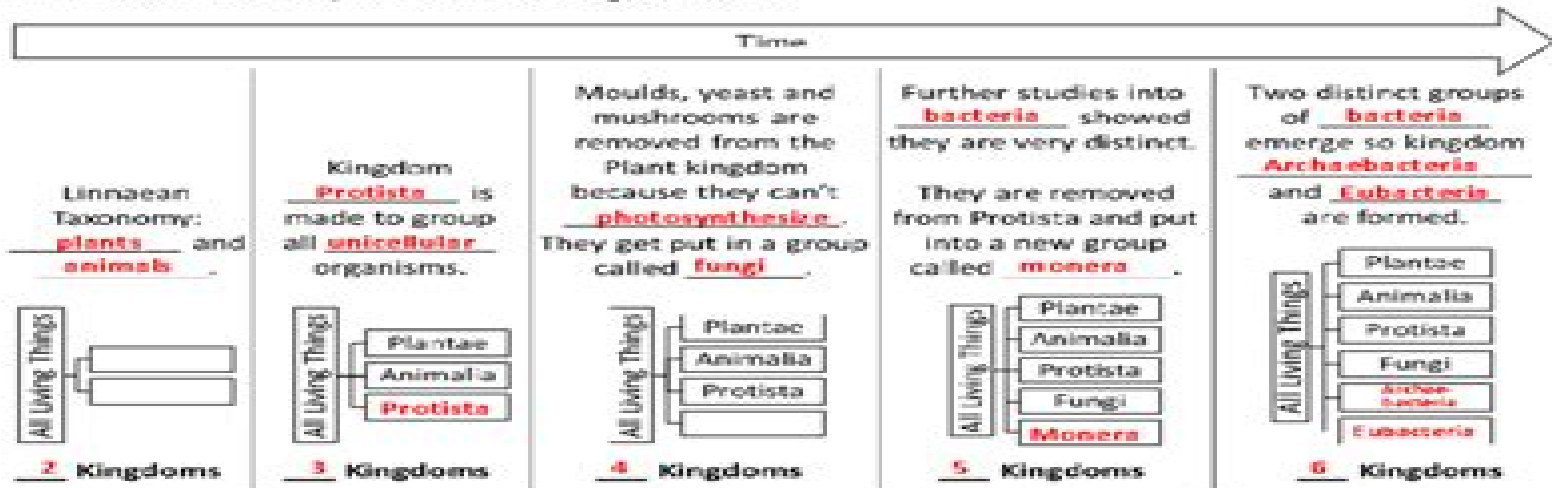 Time
Linnaean
Taxonomy:
plants and
animals.
All Living Things
2 Kingdoms
Kingdom
Protista is
made to group
all unicellular
organisms.
All Living Things
Plantae
Animalia
Protista
3 Kingdoms
Moulds, yeast and
mushrooms are
removed from the
Plant kingdom
because they can't
photosynthesize.
They get put in a group
called fungi.
All Living Things
Plantae
Animalia
Protista
4 Kingdoms
Further studies into
bacteria showed
they are very distinct.
They are removed
from Protista and put
into a new group
called monera.
All Living Things
Plantae
Animalia
Protista
Fungi
Monera
5 Kingdoms
Two distinct groups
of bacteria
emerge so kingdom
Archaebacteria
and Eubacteria
are formed.
All Living Things
Plantae
Animalia
Protista
Fungi
Archae-
bacteria
Eubacteria
6 Kingdoms